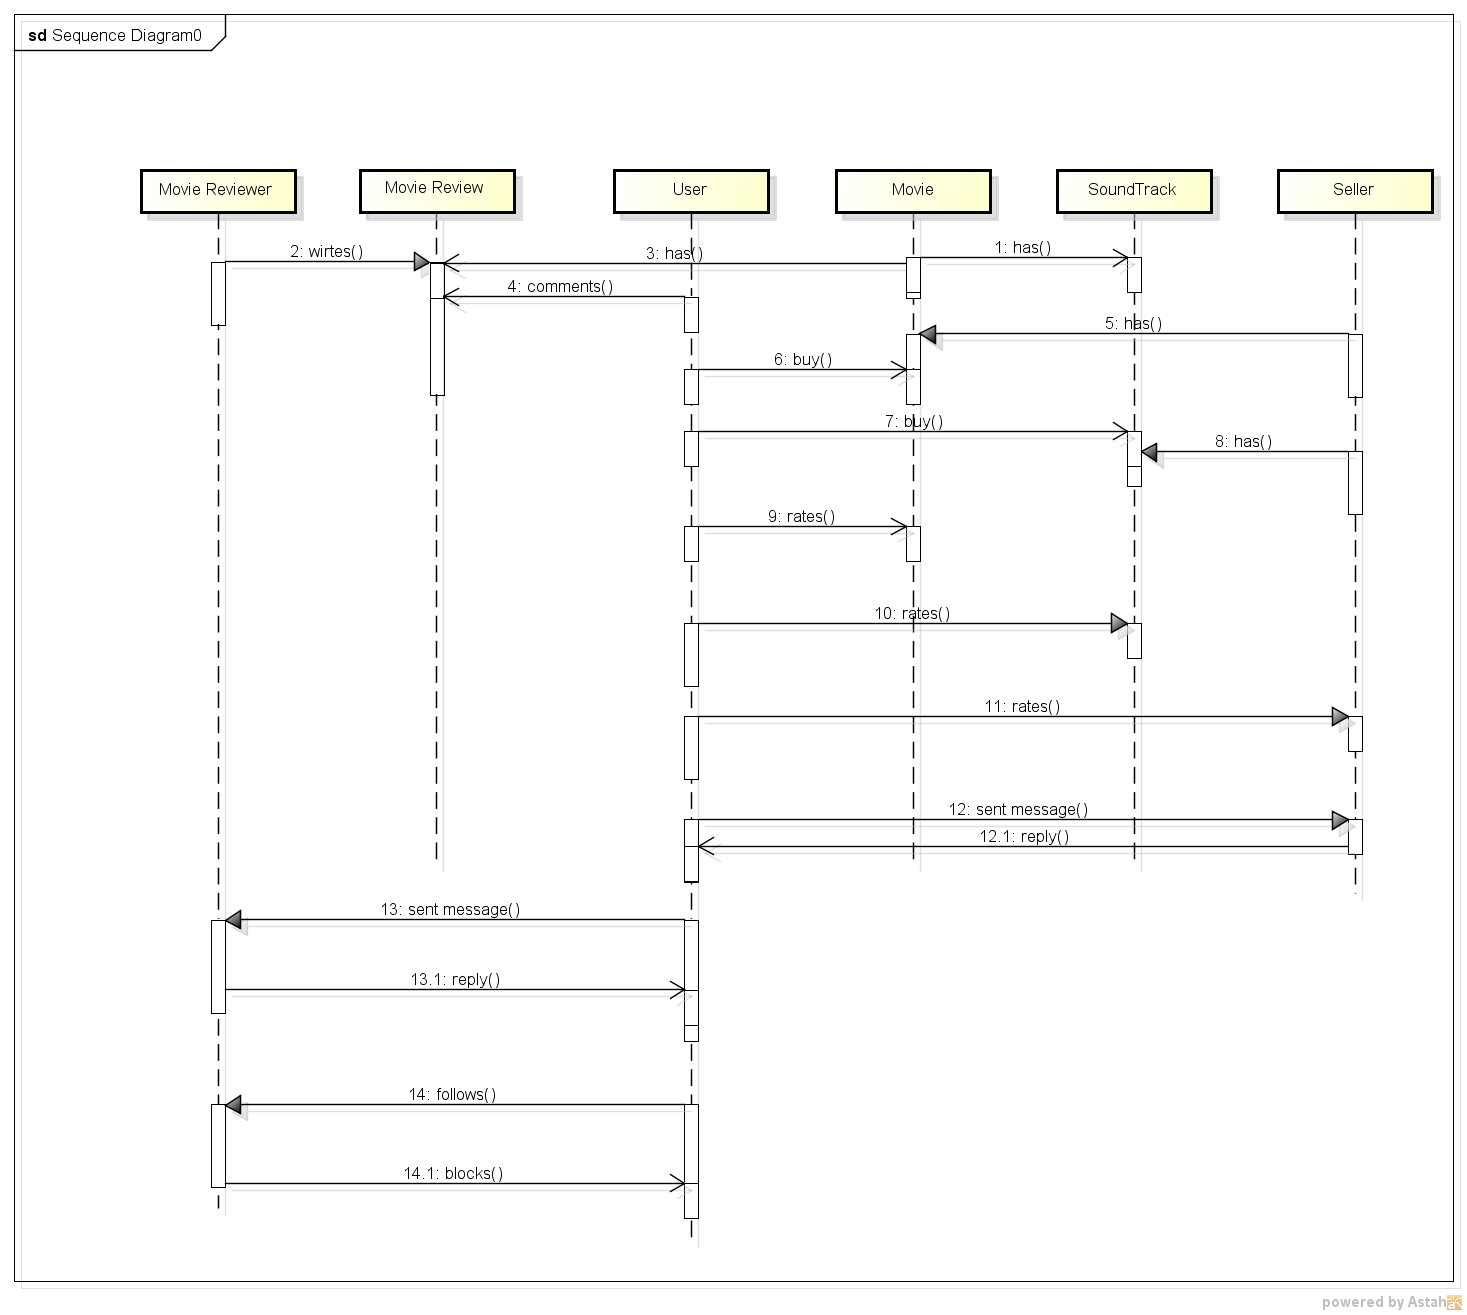 sd Sequence Diagram0
Movie Reviewer
Movie Review
User
Movie
SoundTrack
Seller
1: has()
2: wirtes()
3: has()
4: comments()
5: has()
6: buy()
7: buy()
8: has()
9: rates()
10: rates()
11: rates()
12: sent message()
12.1: reply()
13: sent message()
13.1: reply()
14: follows()
14.1: blocks()
powered by Astah